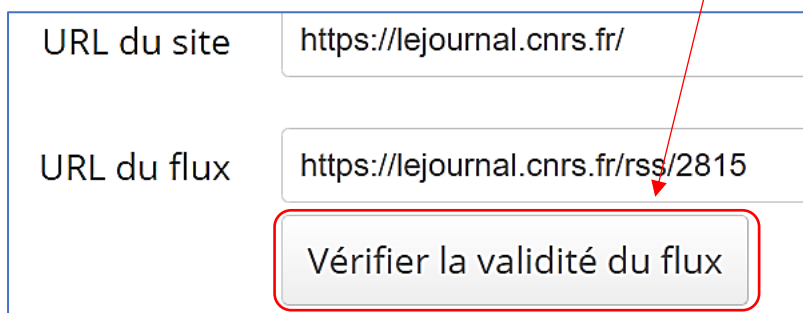 URL du site https://lejournal.cnrs.fr/
URL du flux https://lejournal.cnrs.fr/rss/2815
Vérifier la validité du flux